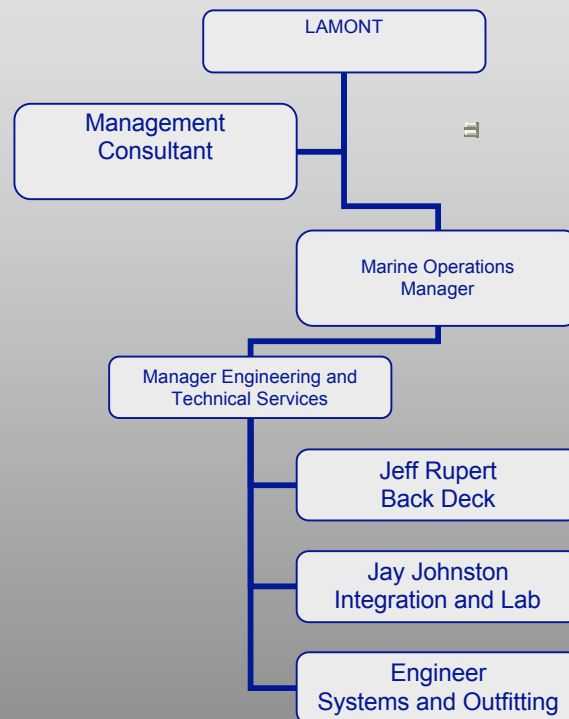 LAMONT
Management
Consultant
Marine Operations
Manager
Manager Engineering and
Technical Services
Jeff Rupert
Back Deck
Jay Johnston
Integration and Lab
Engineer
Systems and Outfitting